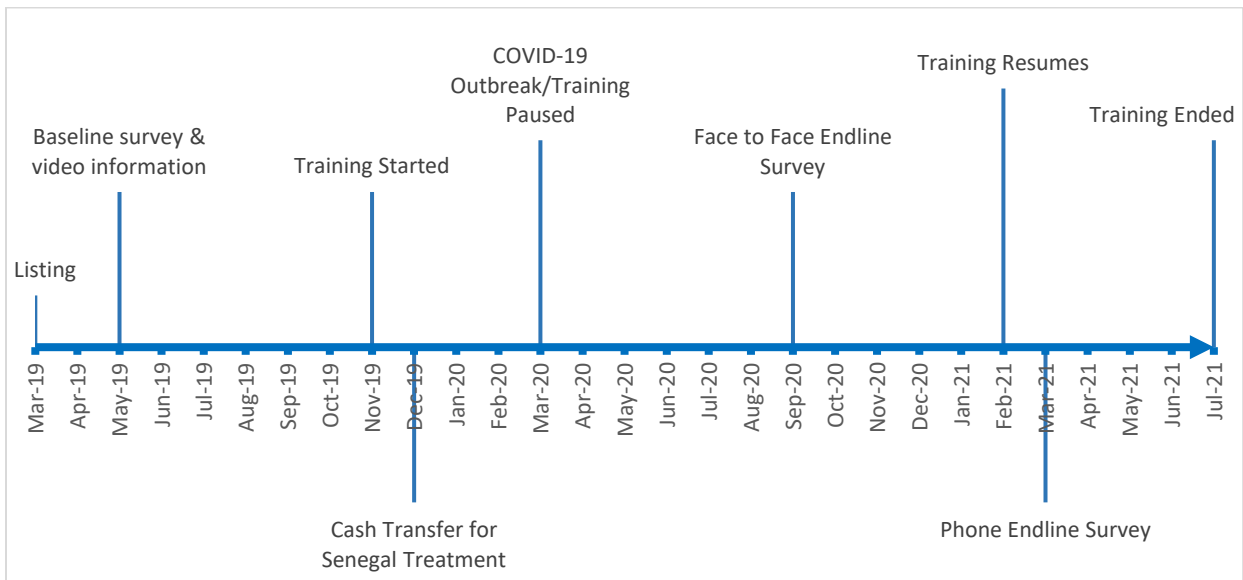 COVID-19
Outbreak/Training
Paused
Training Resumes
Training Ended
Baseline survey &
video information
Training Started
Face to Face Endline
Survey
Listing
Mar-19
Apr-19
May-19
Jun-19
Jul-19
Aug-19
Sep-19
Oct-19
Nov-19
Dec-19
Jan-20
Feb-20
Mar-20
Apr-20
May-20
Jun-20
Jul-20
Aug-20
Sep-20
Oct-20
Nov-20
Dec-20
Jan-21
Feb-21
Mar-21
Apr-21
May-21
Jun-21
Jul-21
Cash Transfer for
Senegal Treatment
Phone Endline Survey